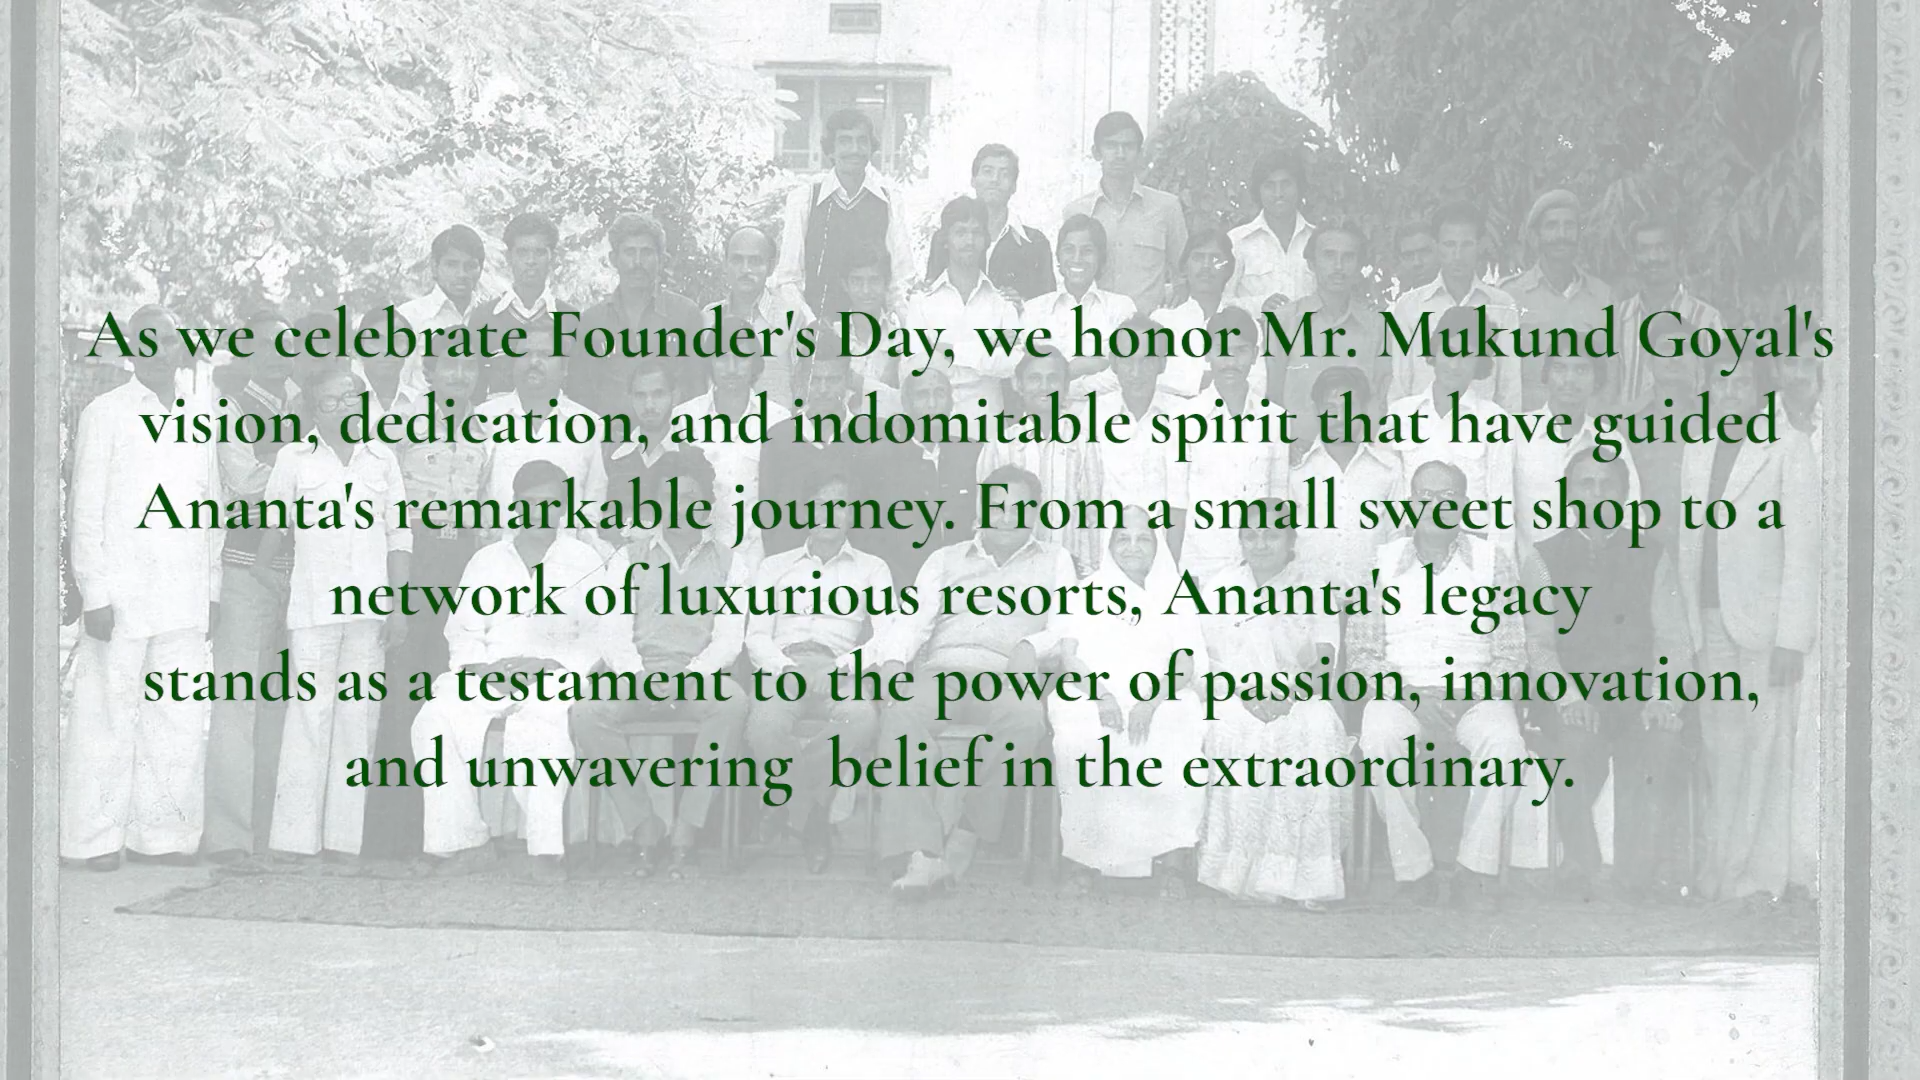 As we celebrate Founder's Day, we honor Mr. Mukund Goyal's
vision, dedication, and indomitable spirit that have guided
Ananta's remarkable journey. From a small sweet shop to a
network of luxurious resorts, Ananta's legacy
stands as a testament to the power of passion, innovation,
and unwavering  belief in the extraordinary.